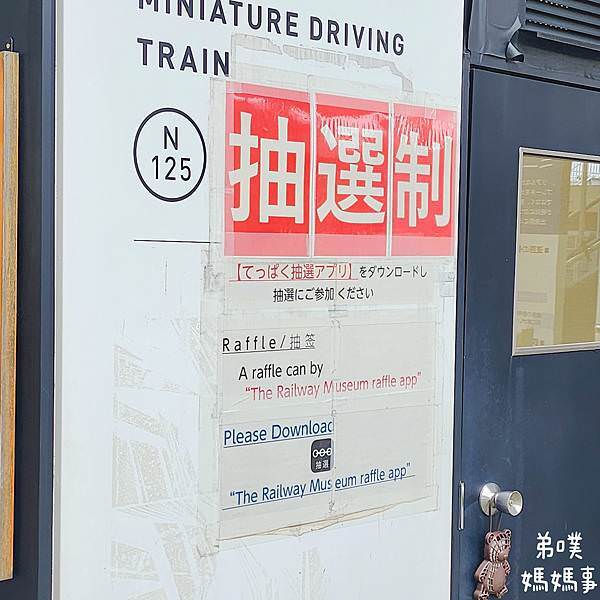 MINIATURE DRIVING
TRAIN
N
125
抽選制
【てっぱく抽選アプリ】をダウンロードし
抽選にご参加ください
Raffle/抽签
A raffle can by
“The Railway Museum raffle app”
Please Download
抽選
“The Railway Museum raffle app”
弟噗
媽媽事